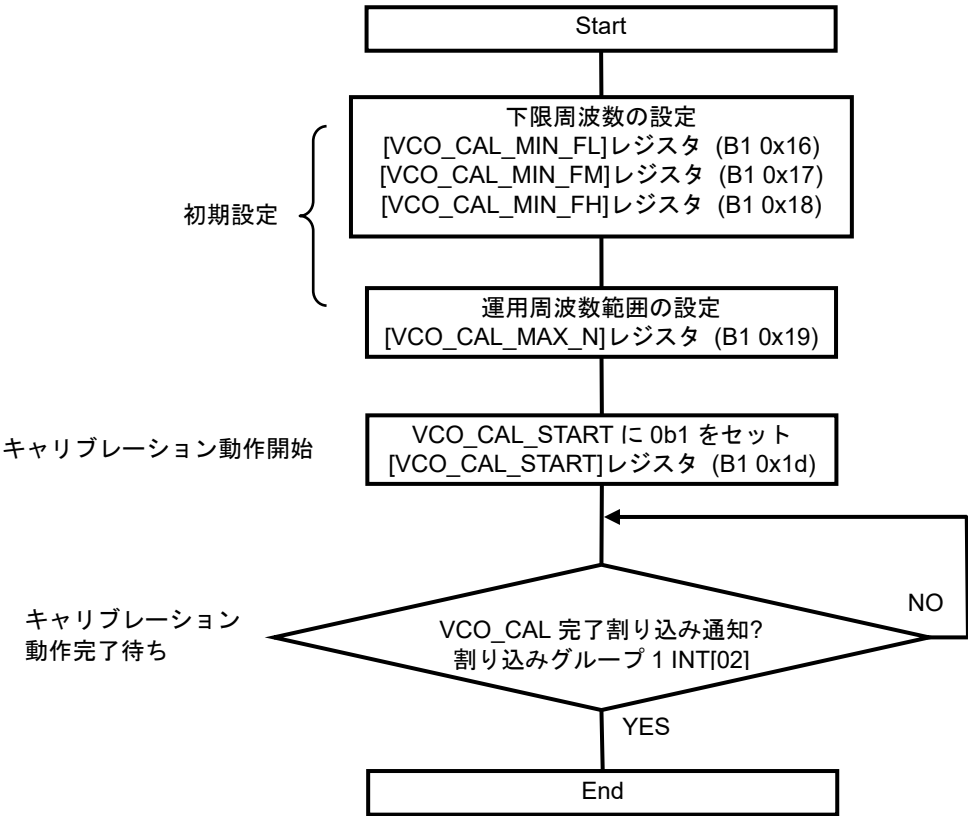 Start
下限周波数の設定
[VCO_CAL_MIN_FL]レジスタ (B1 0x16)
[VCO_CAL_MIN_FM]レジスタ (B1 0x17)
[VCO_CAL_MIN_FH]レジスタ (B1 0x18)
初期設定
運用周波数範囲の設定
[VCO_CAL_MAX_N]レジスタ (B1 0x19)
キャリブレーション動作開始
VCO_CAL_START に 0b1 をセット
[VCO_CAL_START]レジスタ (B1 0x1d)
キャリブレーション
動作完了待ち
VCO_CAL 完了割り込み通知?
割り込みグループ 1 INT[02]
NO
YES
End